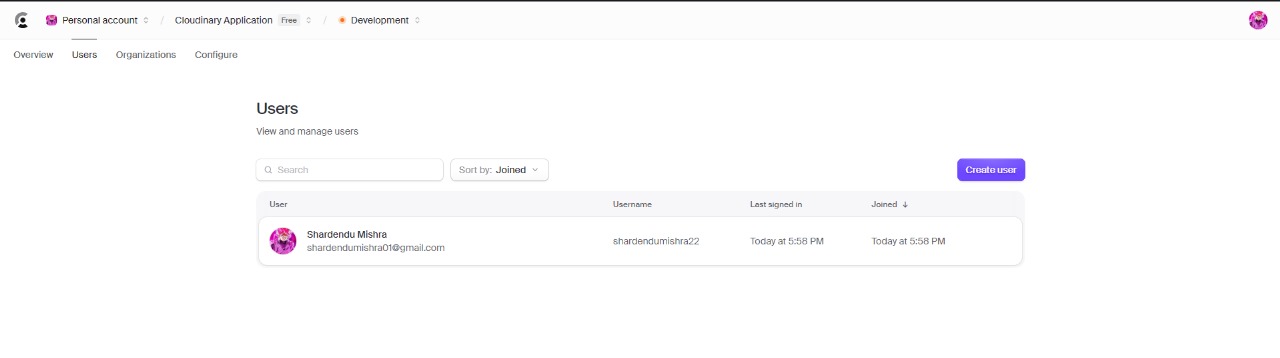 Personal account / Cloudinary Application Free / Development
Overview Users Organizations Configure
Users
View and manage users
Search Sort by: Joined Create user
User Username Last signed in Joined ↓
Shardendu Mishra
shardendumishra01@gmail.com shardendumishra22 Today at 5:58 PM Today at 5:58 PM